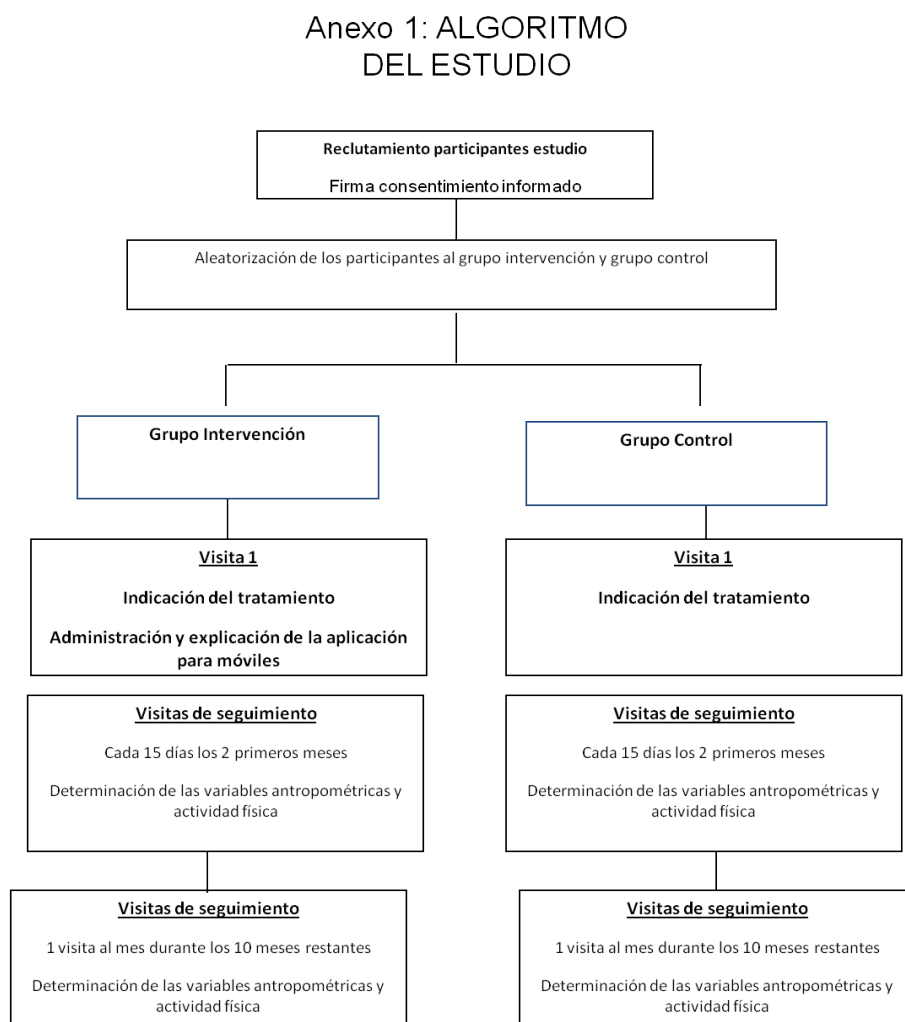 Anexo 1: ALGORITMO
DEL ESTUDIO
Reclutamiento participantes estudio
Firma consentimiento informado
Aleatorización de los participantes al grupo intervención y grupo control
Grupo Intervención
Grupo Control
Visita 1
Indicación del tratamiento
Administración y explicación de la aplicación
para móviles
Visita 1
Indicación del tratamiento
Visitas de seguimiento
Cada 15 días los 2 primeros meses
Determinación de las variables antropométricas y
actividad física
Visitas de seguimiento
Cada 15 días los 2 primeros meses
Determinación de las variables antropométricas y
actividad física
Visitas de seguimiento
1 visita al mes durante los 10 meses restantes
Determinación de las variables antropométricas y
actividad física
Visitas de seguimiento
1 visita al mes durante los 10 meses restantes
Determinación de las variables antropométricas y
actividad física